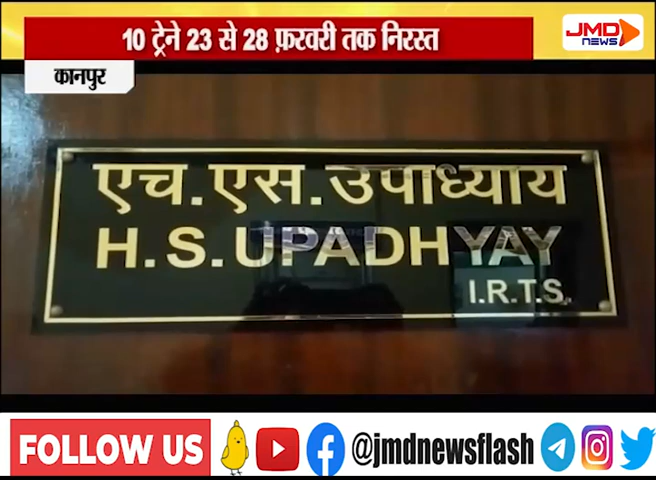 10 ट्रेने 23 से 28 फ़रवरी तक निरस्त
JMD
NEWS
कानपुर
एच.एस.उपाध्याय
H.S.UPADHYAY
I.R.T.S.
FOLLOW US @jmdnewsflash